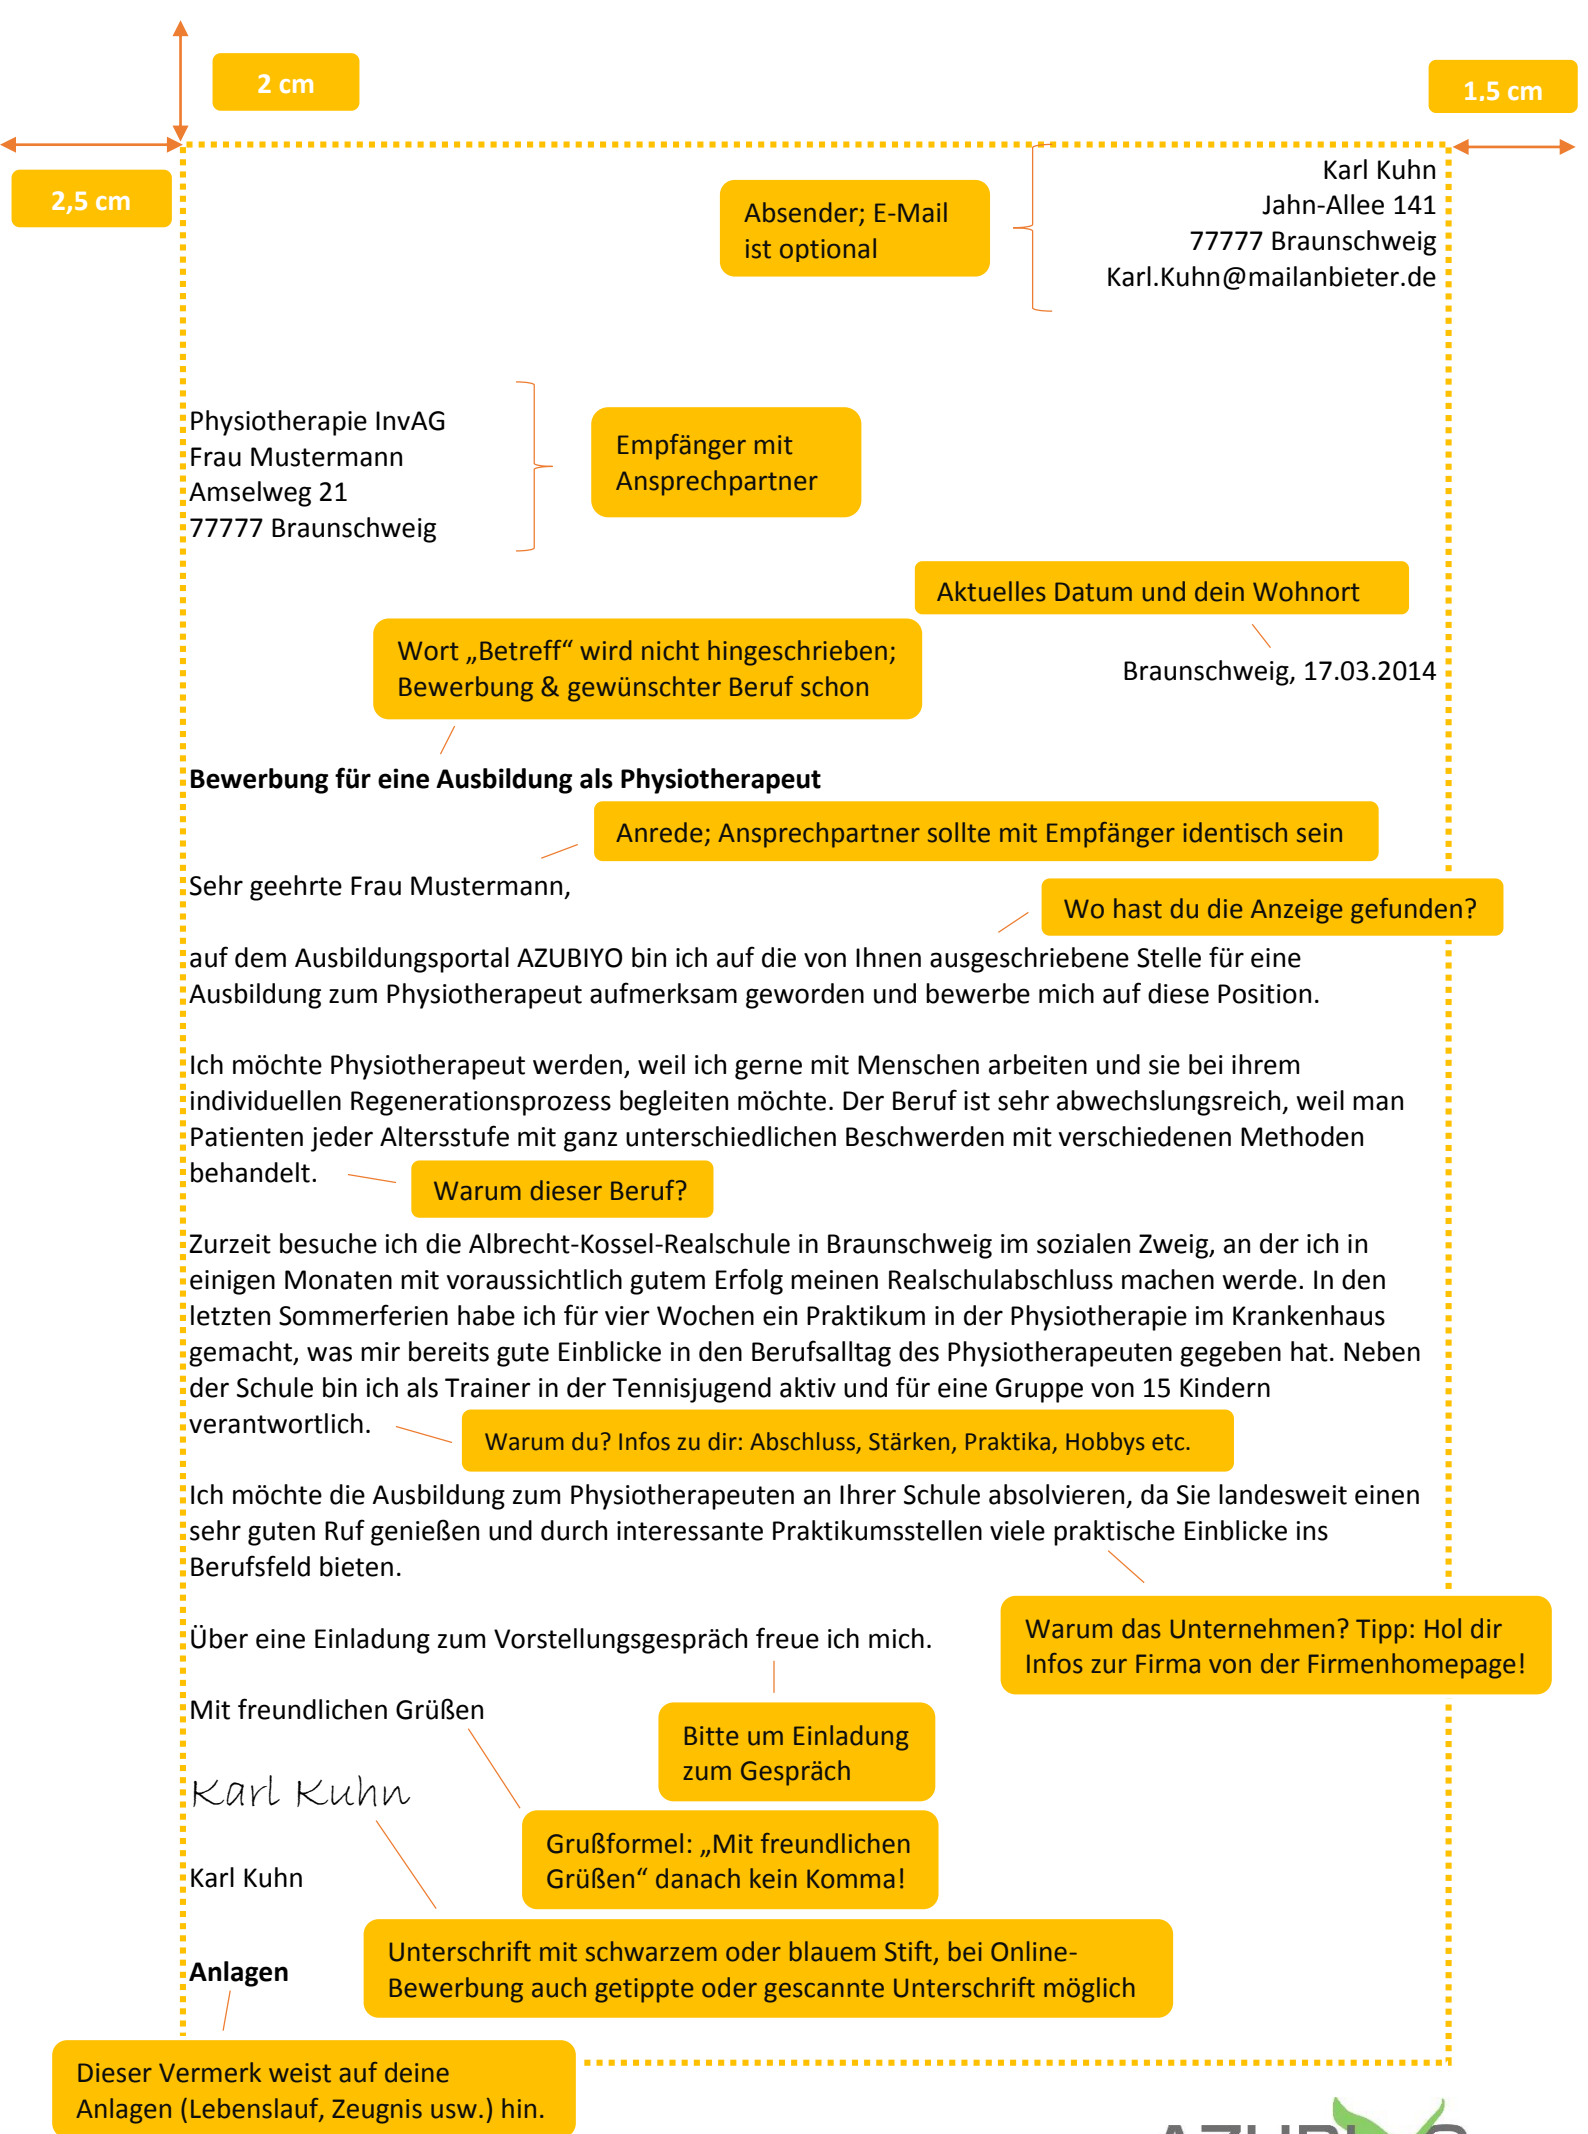 2 cm
1,5 cm
2,5 cm
Absender; E-Mail
ist optional
Karl Kuhn
Jahn-Allee 141
77777 Braunschweig
Karl.Kuhn@mailanbieter.de
Physiotherapie InvAG
Frau Mustermann
Amselweg 21
77777 Braunschweig
Empfänger mit
Ansprechpartner
Aktuelles Datum und dein Wohnort
Wort „Betreff“ wird nicht hingeschrieben;
Bewerbung & gewünschter Beruf schon
Braunschweig, 17.03.2014
Bewerbung für eine Ausbildung als Physiotherapeut
Anrede; Ansprechpartner sollte mit Empfänger identisch sein
Sehr geehrte Frau Mustermann,
Wo hast du die Anzeige gefunden?
auf dem Ausbildungsportal AZUBIYO bin ich auf die von Ihnen ausgeschriebene Stelle für eine
Ausbildung zum Physiotherapeut aufmerksam geworden und bewerbe mich auf diese Position.
Ich möchte Physiotherapeut werden, weil ich gerne mit Menschen arbeiten und sie bei ihrem
individuellen Regenerationsprozess begleiten möchte. Der Beruf ist sehr abwechslungsreich, weil man
Patienten jeder Altersstufe mit ganz unterschiedlichen Beschwerden mit verschiedenen Methoden
behandelt.
Warum dieser Beruf?
Zurzeit besuche ich die Albrecht-Kossel-Realschule in Braunschweig im sozialen Zweig, an der ich in
einigen Monaten mit voraussichtlich gutem Erfolg meinen Realschulabschluss machen werde. In den
letzten Sommerferien habe ich für vier Wochen ein Praktikum in der Physiotherapie im Krankenhaus
gemacht, was mir bereits gute Einblicke in den Berufsalltag des Physiotherapeuten gegeben hat. Neben
der Schule bin ich als Trainer in der Tennisjugend aktiv und für eine Gruppe von 15 Kindern
verantwortlich.
Warum du? Infos zu dir: Abschluss, Stärken, Praktika, Hobbys etc.
Ich möchte die Ausbildung zum Physiotherapeuten an Ihrer Schule absolvieren, da Sie landesweit einen
sehr guten Ruf genießen und durch interessante Praktikumsstellen viele praktische Einblicke ins
Berufsfeld bieten.
Warum das Unternehmen? Tipp: Hol dir
Infos zur Firma von der Firmenhomepage!
Über eine Einladung zum Vorstellungsgespräch freue ich mich.
Mit freundlichen Grüßen
Bitte um Einladung
zum Gespräch
Karl Kuhn
Grußformel: „Mit freundlichen
Grüßen“ danach kein Komma!
Karl Kuhn
Unterschrift mit schwarzem oder blauem Stift, bei Online-
Bewerbung auch getippte oder gescannte Unterschrift möglich
Anlagen
Dieser Vermerk weist auf deine
Anlagen (Lebenslauf, Zeugnis usw.) hin.